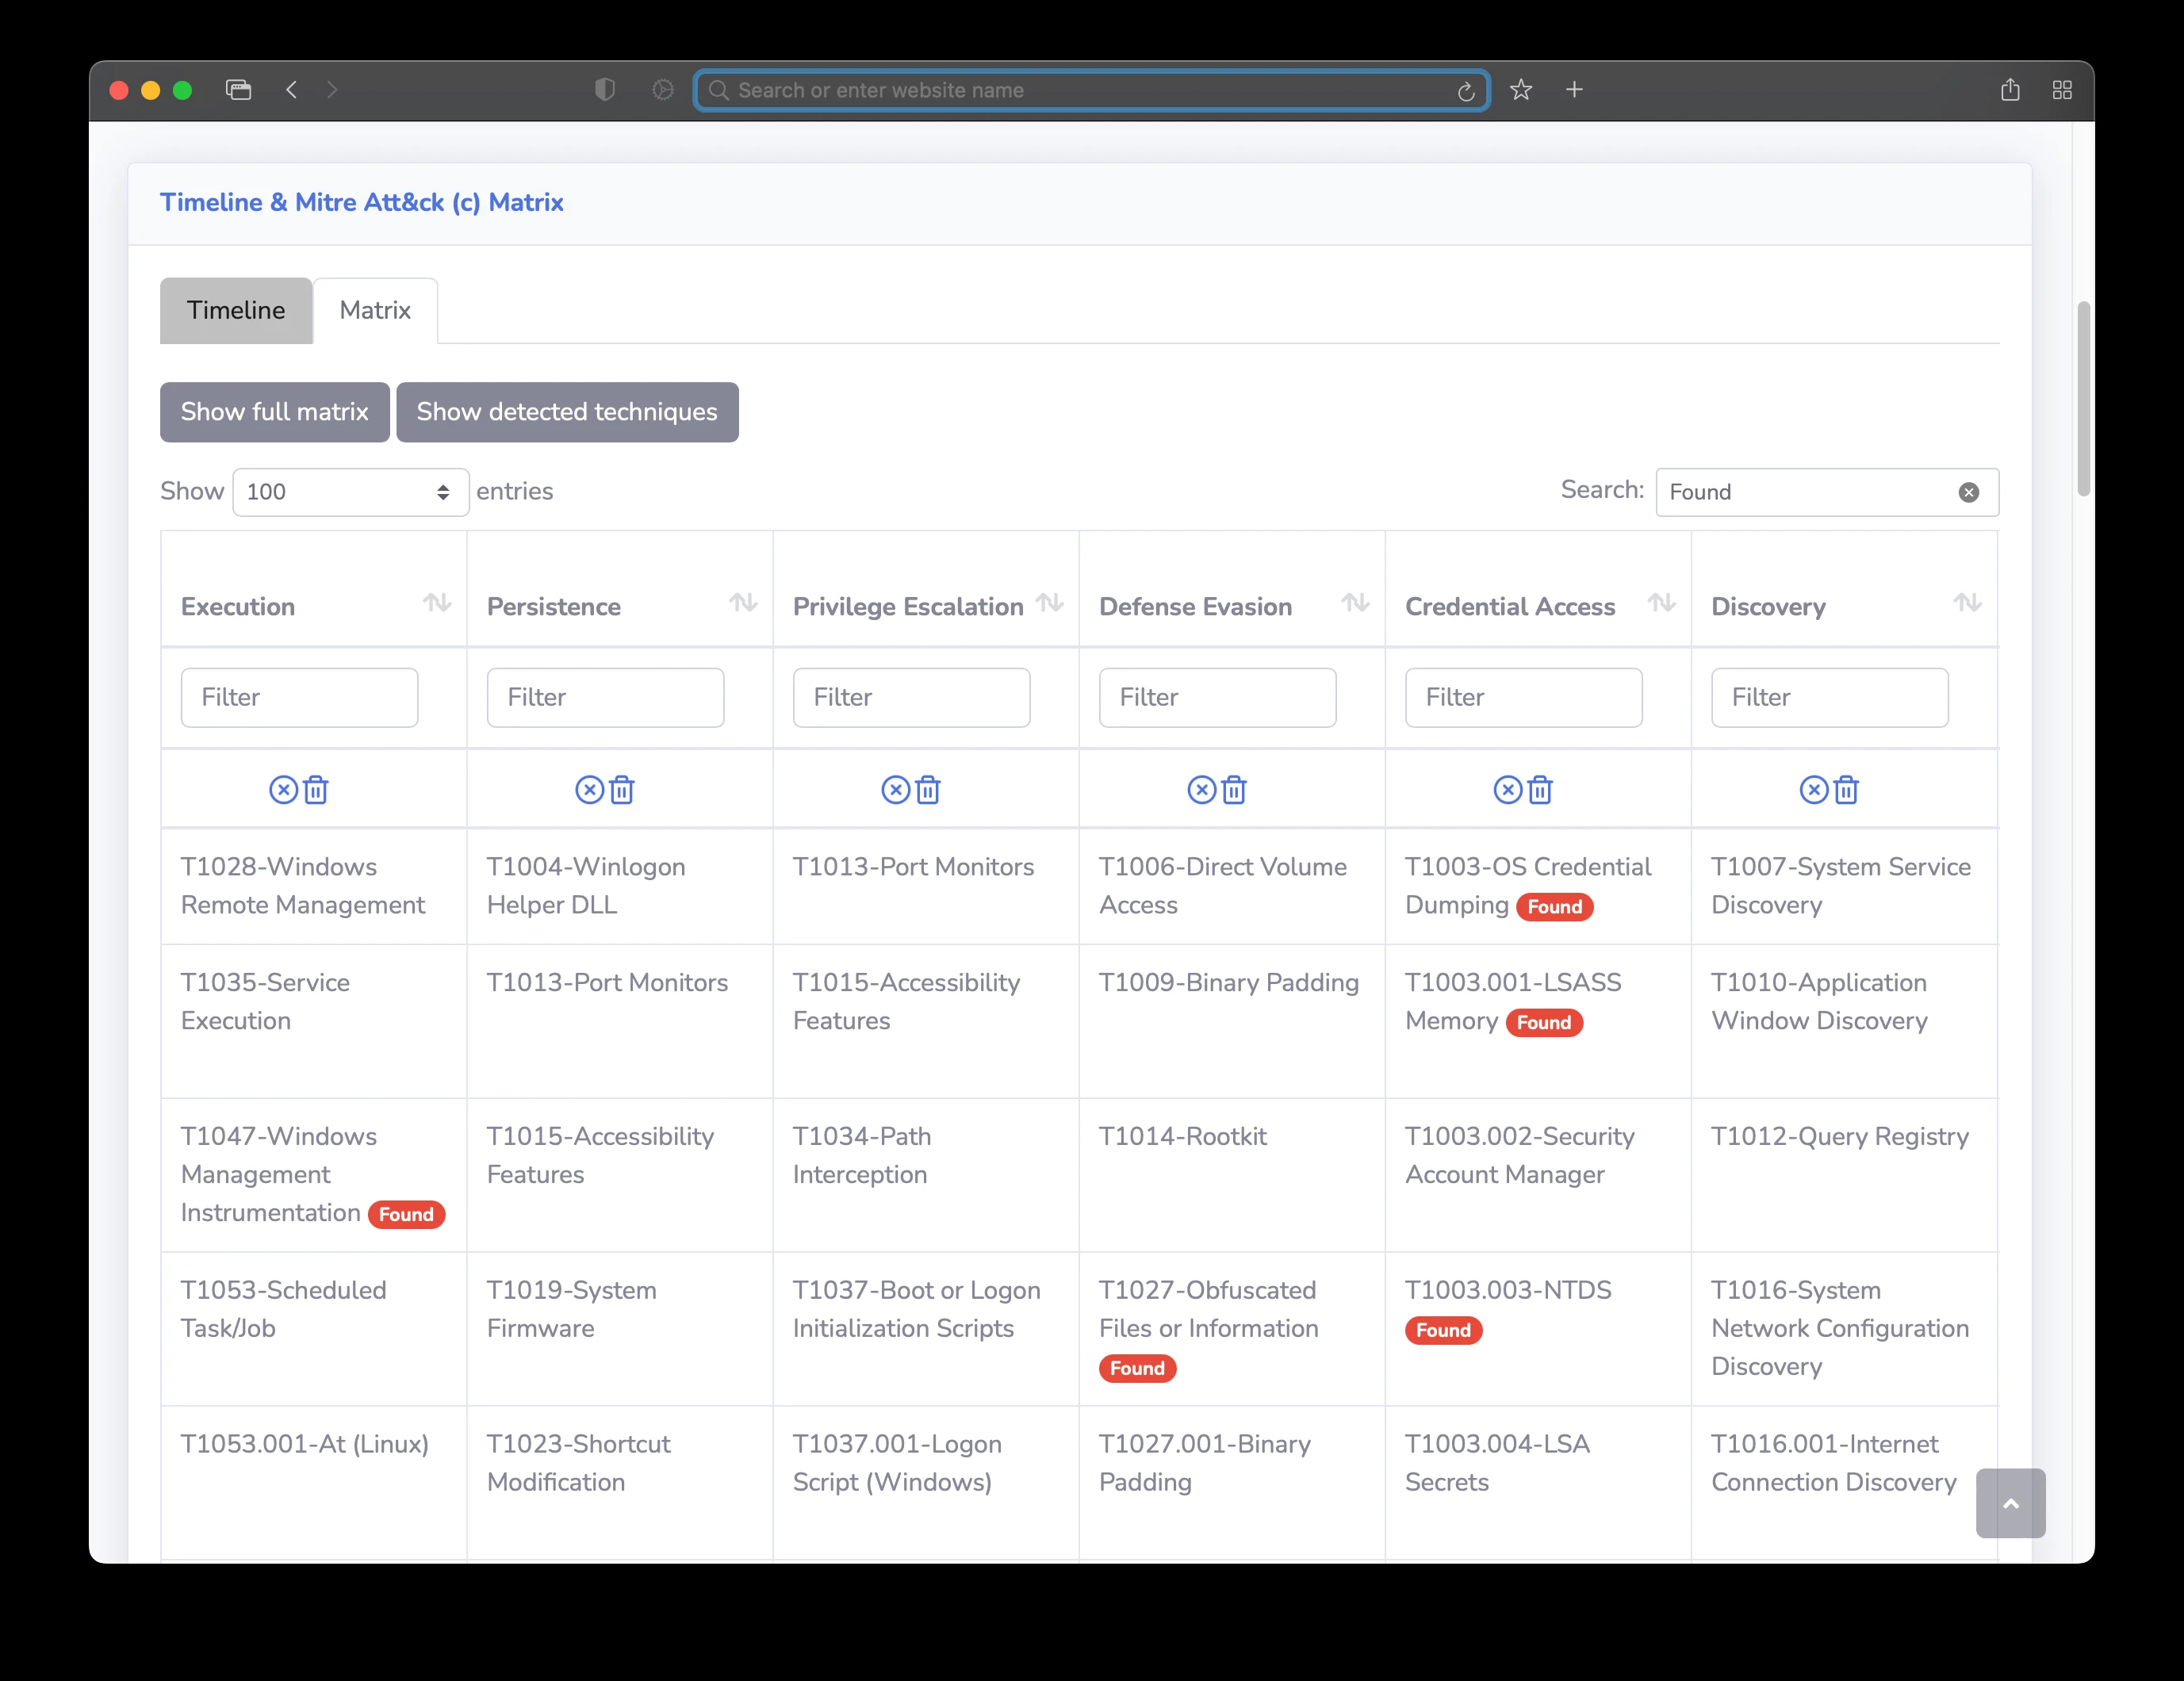 Search or enter website name
Timeline & Mitre Att&ck (c) Matrix
Timeline
Matrix
Show full matrix
Show detected techniques
Show 100 entries
Search: Found
Execution
Persistence
Privilege Escalation
Defense Evasion
Credential Access
Discovery
Filter
Filter
Filter
Filter
Filter
Filter
T1028-Windows
Remote Management
T1004-Winlogon
Helper DLL
T1013-Port Monitors
T1006-Direct Volume
Access
T1003-OS Credential
Dumping Found
T1007-System Service
Discovery
T1035-Service
Execution
T1013-Port Monitors
T1015-Accessibility
Features
T1009-Binary Padding
T1003.001-LSASS
Memory Found
T1010-Application
Window Discovery
T1047-Windows
Management
Instrumentation Found
T1015-Accessibility
Features
T1034-Path
Interception
T1014-Rootkit
T1003.002-Security
Account Manager
T1012-Query Registry
T1053-Scheduled
Task/Job
T1019-System
Firmware
T1037-Boot or Logon
Initialization Scripts
T1027-Obfuscated
Files or Information
Found
T1003.003-NTDS
Found
T1016-System
Network Configuration
Discovery
T1053.001-At (Linux)
T1023-Shortcut
Modification
T1037.001-Logon
Script (Windows)
T1027.001-Binary
Padding
T1003.004-LSA
Secrets
T1016.001-Internet
Connection Discovery